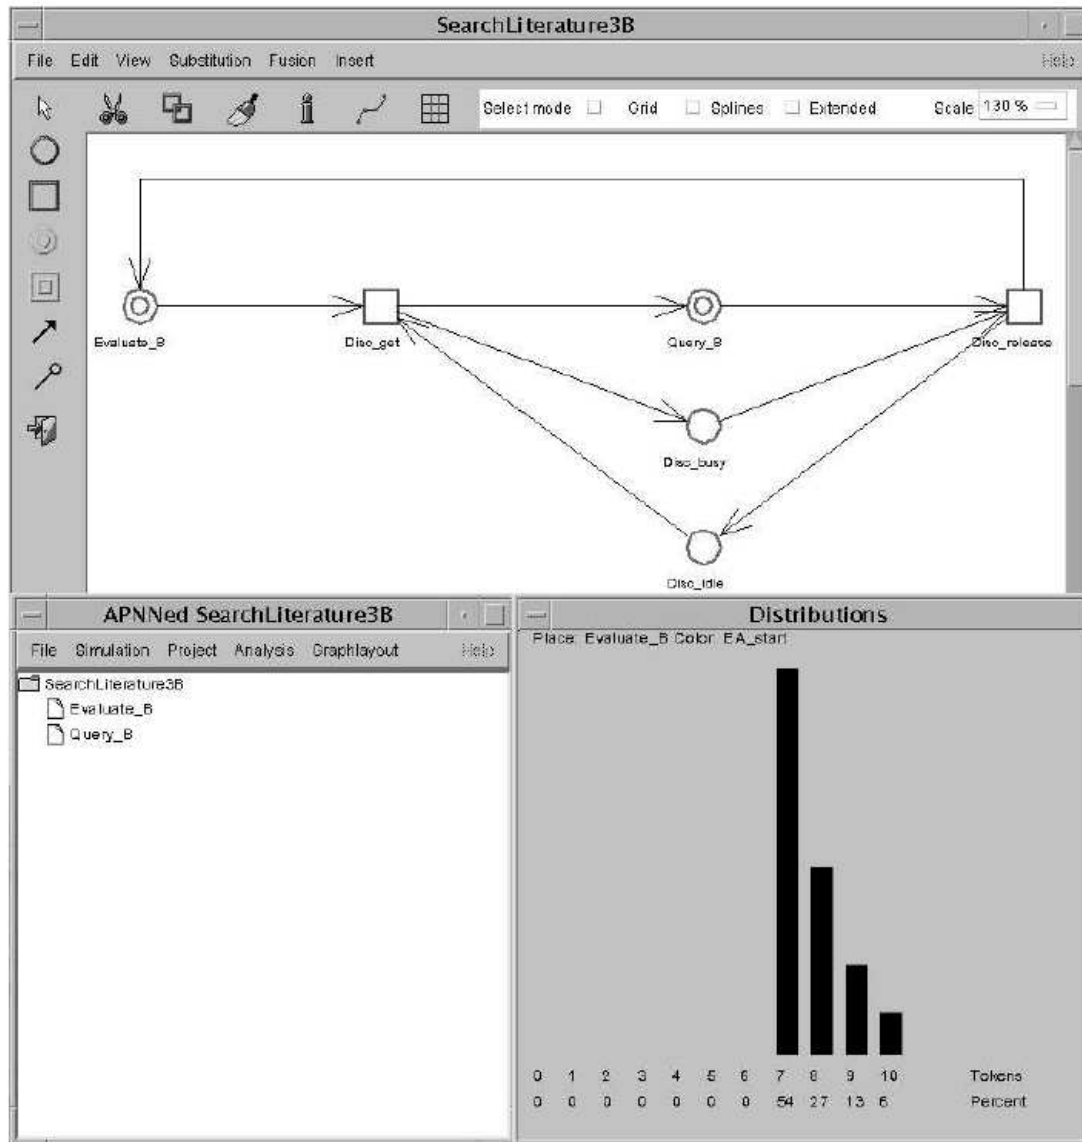 SearchLiterature3B
File Edit View Substitution Fusion Insert Help
Select mode Grid Splines Extended Scale 130 %
Evaluate_B Disc_get Query_B Disc_release
Disc_busy
Disc_idle
APNNed SearchLiterature3B
File Simulation Project Analysis Graphlayout Help
SearchLiterature3B
Evaluate_B
Query_B
Distributions
Place: Evaluate_B Color: EA_start
0 1 2 3 4 5 6 7 8 9 10 Tokens
0 0 0 0 0 0 0 54 27 13 6 Percent